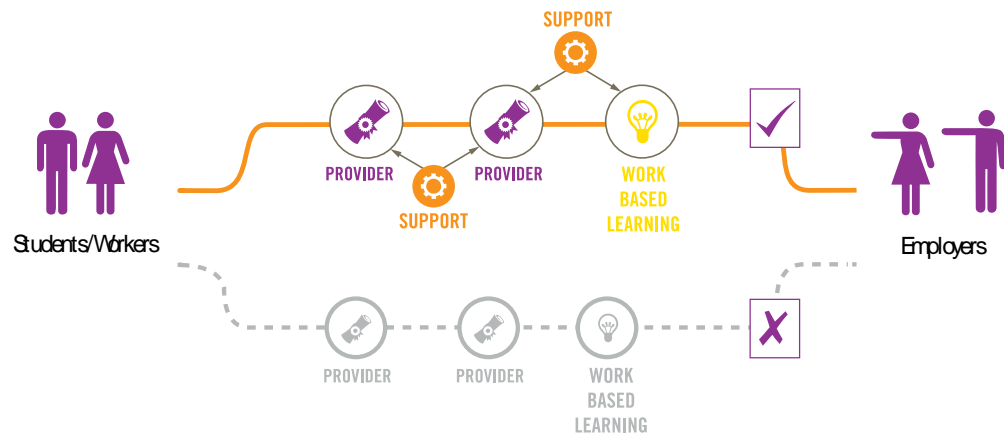 SUPPORT
PROVIDER
PROVIDER
SUPPORT
WORK
BASED
LEARNING
Students/Workers
Employers
PROVIDER
PROVIDER
WORK
BASED
LEARNING